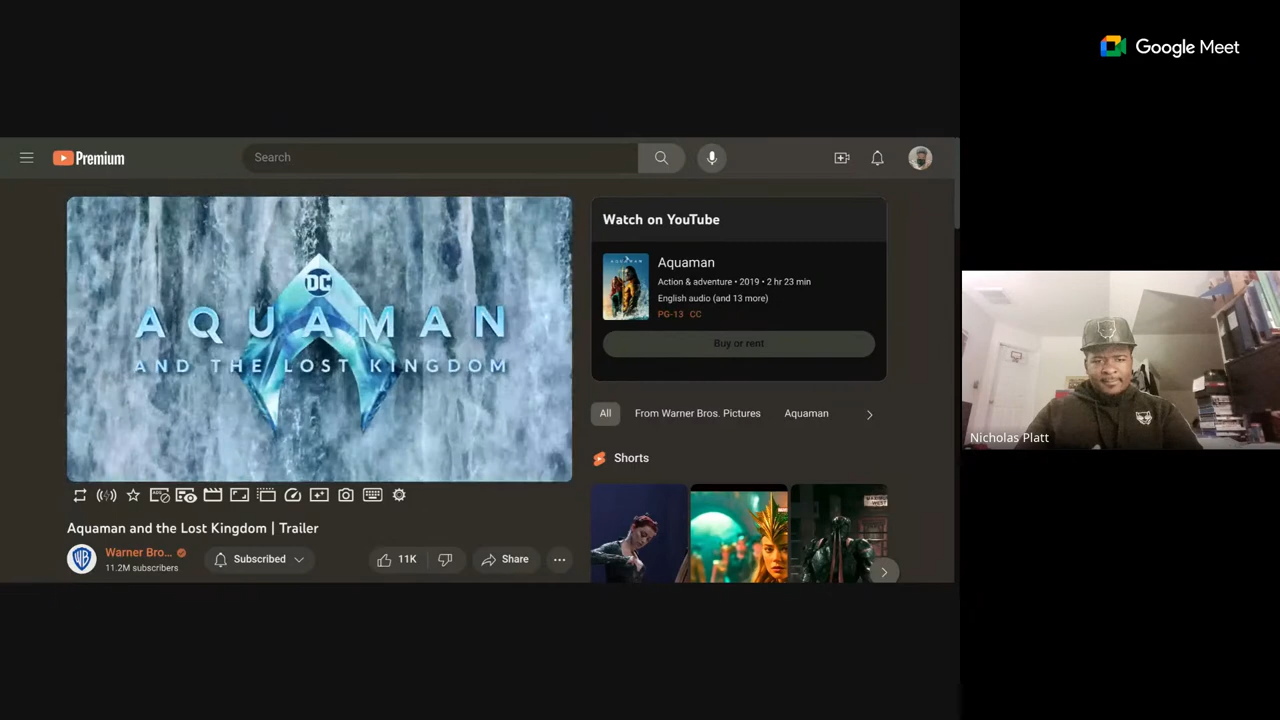 Google Meet
Premium
Search
DC
AQUAMAN
AND THE LOST KINGDOM
Watch on YouTube
Aquaman
Action & adventure • 2019 • 2 hr 23 min
English audio (and 13 more)
PG-13 CC
Buy or rent
All From Warner Bros. Pictures Aquaman
Shorts
Nicholas Platt
Aquaman and the Lost Kingdom | Trailer
Warner Bro...
11.2M subscribers
Subscribed
11K
Share